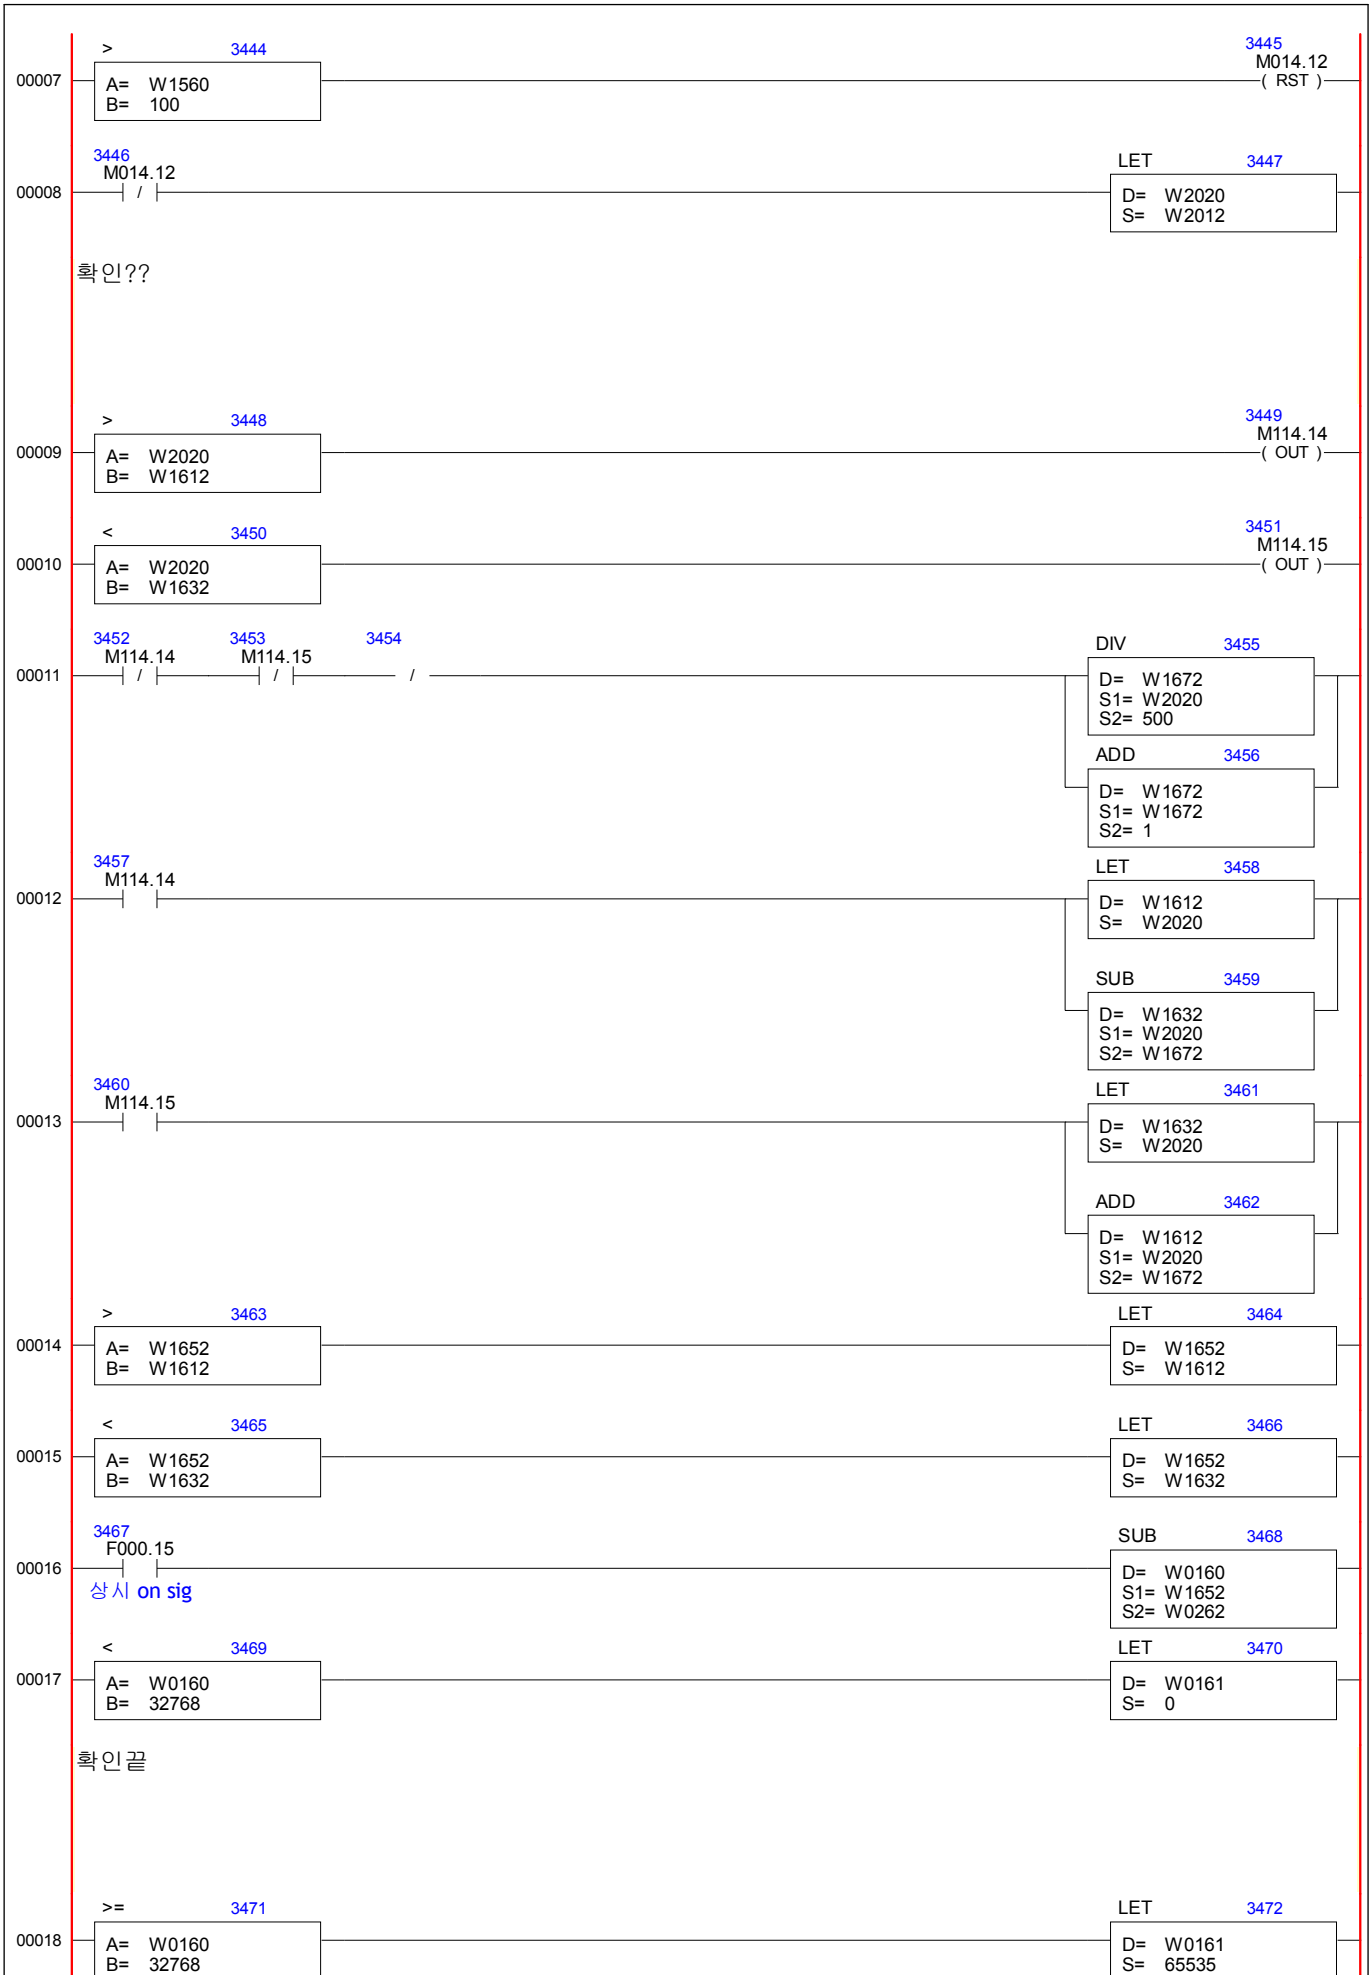 > 3444 3445
M014.12
00007 A= W1560 ( RST )
B= 100
3446
M014.12 LET 3447
00008 / D= W2020
S= W2012
확인??
> 3448 3449
M114.14
00009 A= W2020 ( OUT )
B= W1612
< 3450 3451
M114.15
00010 A= W2020 ( OUT )
B= W1632
3452 3453 3454 DIV 3455
M114.14 M114.15
00011 / / / D= W1672
S1= W2020
S2= 500
ADD 3456
D= W1672
S1= W1672
S2= 1
3457 LET 3458
M114.14
00012 D= W1612
S= W2020
SUB 3459
D= W1632
S1= W2020
S2= W1672
3460 LET 3461
M114.15
00013 D= W1632
S= W2020
ADD 3462
D= W1612
S1= W2020
S2= W1672
> 3463 LET 3464
00014 A= W1652 D= W1652
B= W1612 S= W1612
< 3465 LET 3466
00015 A= W1652 D= W1652
B= W1632 S= W1632
3467 SUB 3468
F000.15
00016 D= W0160
상시 on sig S1= W1652
S2= W0262
< 3469 LET 3470
00017 A= W0160 D= W0161
B= 32768 S= 0
확인끝
>= 3471 LET 3472
00018 A= W0160 D= W0161
B= 32768 S= 65535